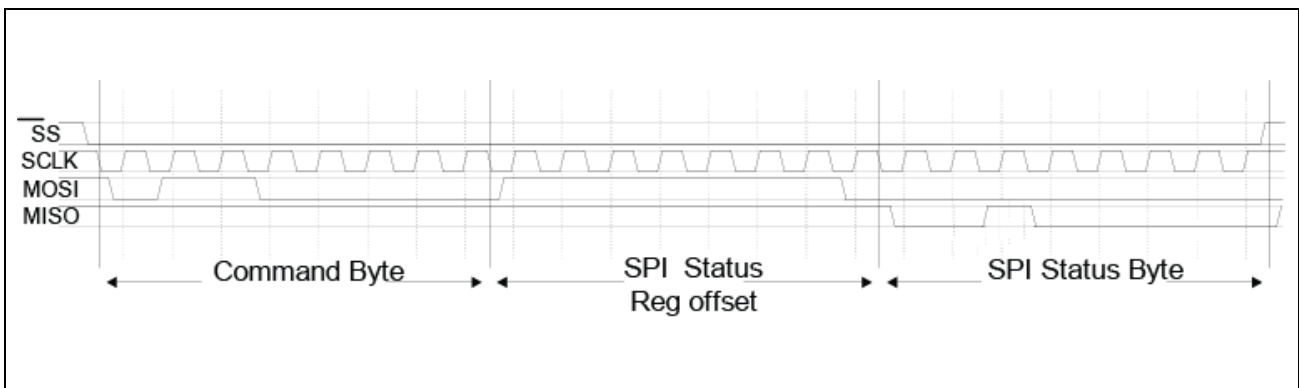 SS
SCLK
MOSI
MISO
Command Byte
SPI Status
Reg offset
SPI Status Byte